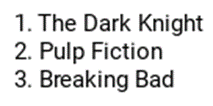 1. The Dark Knight
2. Pulp Fiction
3. Breaking Bad